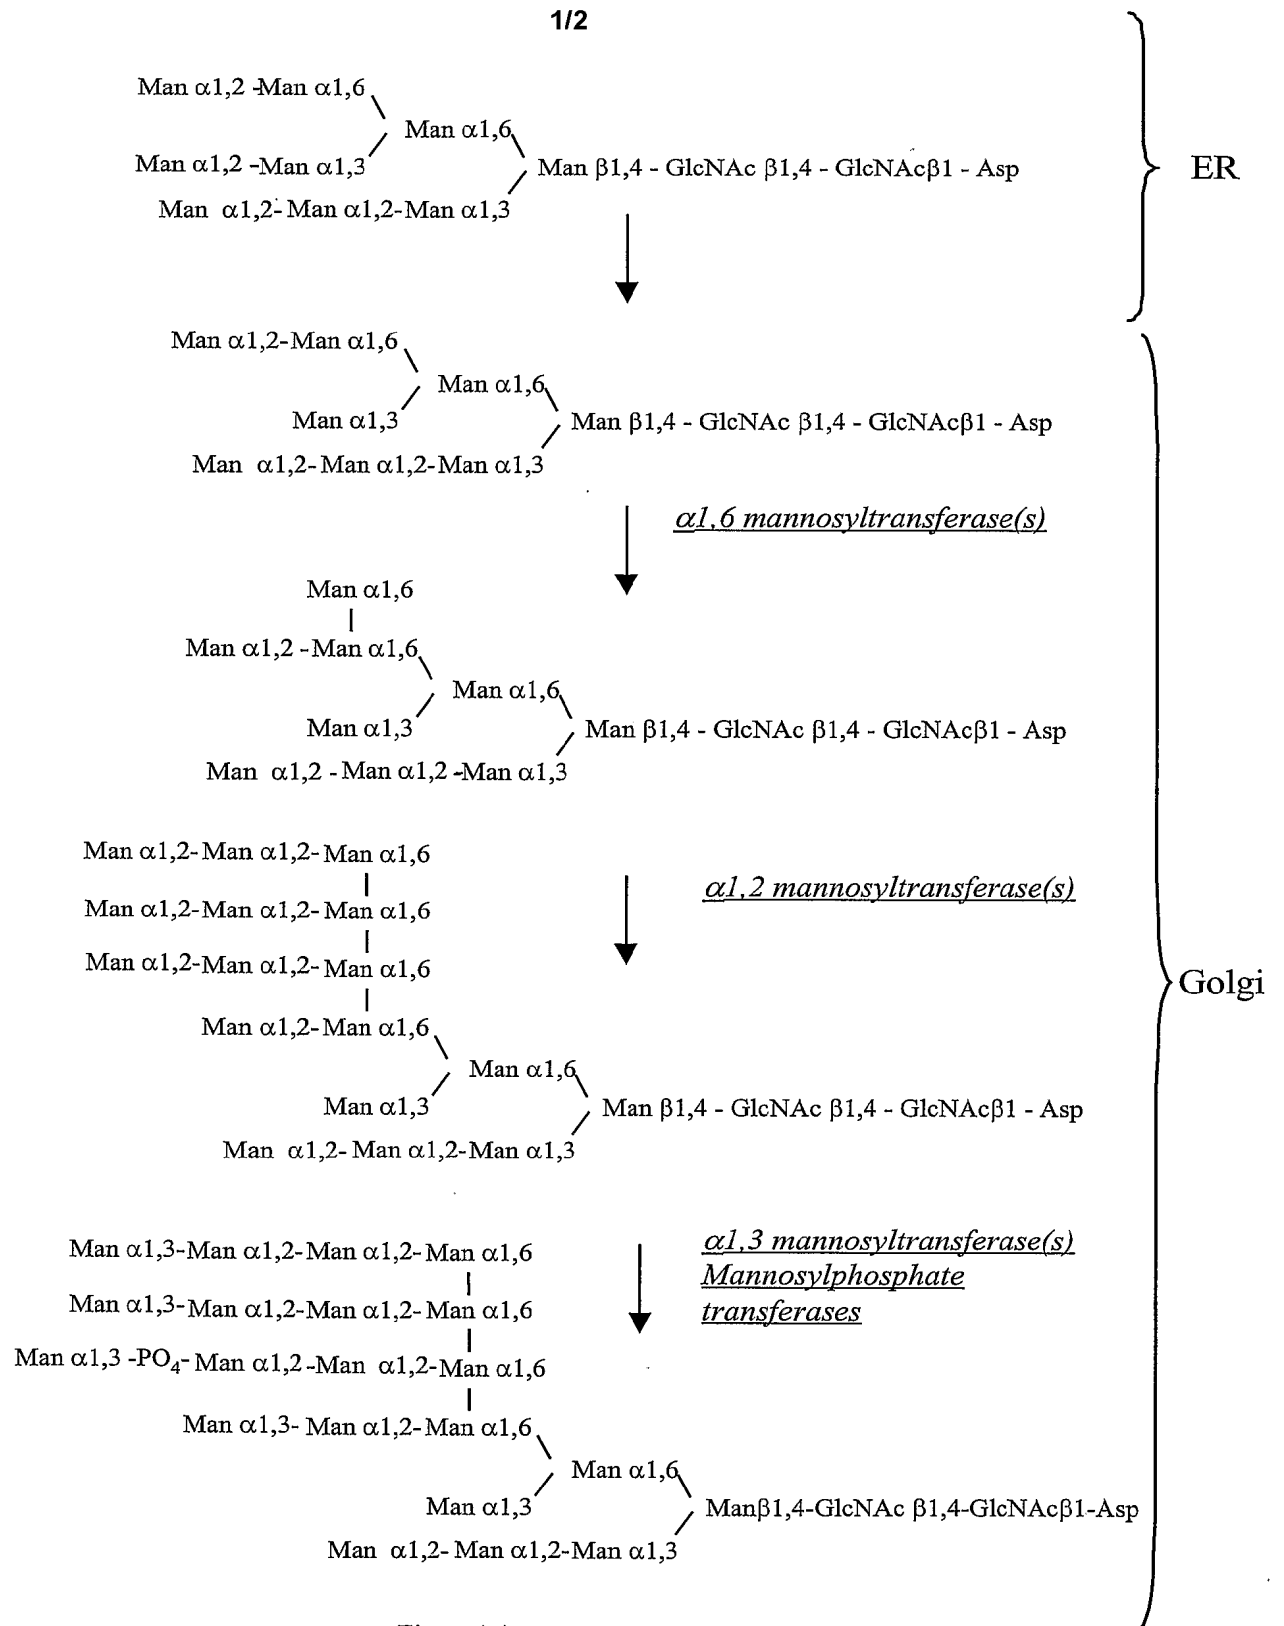 1/2
Man α1,2 -Man α1,6
Man α1,6
Man α1,2 -Man α1,3
Man β1,4 - GlcNAc β1,4 - GlcNAcβ1 - Asp
ER
Man α1,2- Man α1,2-Man α1,3
Man α1,2-Man α1,6
Man α1,6
Man α1,3
Man β1,4 - GlcNAc β1,4 - GlcNAcβ1 - Asp
Man α1,2- Man α1,2-Man α1,3
α1,6 mannosyltransferase(s)
Man α1,6
Man α1,2 -Man α1,6
Man α1,6
Man α1,3
Man β1,4 - GlcNAc β1,4 - GlcNAcβ1 - Asp
Man α1,2 - Man α1,2 -Man α1,3
Man α1,2- Man α1,2- Man α1,6
α1,2 mannosyltransferase(s)
Man α1,2-Man α1,2- Man α1,6
Man α1,2-Man α1,2- Man α1,6
Golgi
Man α1,2-Man α1,6
Man α1,6
Man α1,3
Man β1,4 - GlcNAc β1,4 - GlcNAcβ1 - Asp
Man α1,2- Man α1,2-Man α1,3
α1,3 mannosyltransferase(s)
Mannosylphosphate
transferases
Man α1,3-Man α1,2-Man α1,2- Man α1,6
Man α1,3-Man α1,2-Man α1,2-Man α1,6
Man α1,3 -PO4- Man α1,2 -Man α1,2-Man α1,6
Man α1,3- Man α1,2-Man α1,6
Man α1,6
Man α1,3
Manβ1,4-GlcNAc β1,4-GlcNAcβ1-Asp
Man α1,2- Man α1,2-Man α1,3